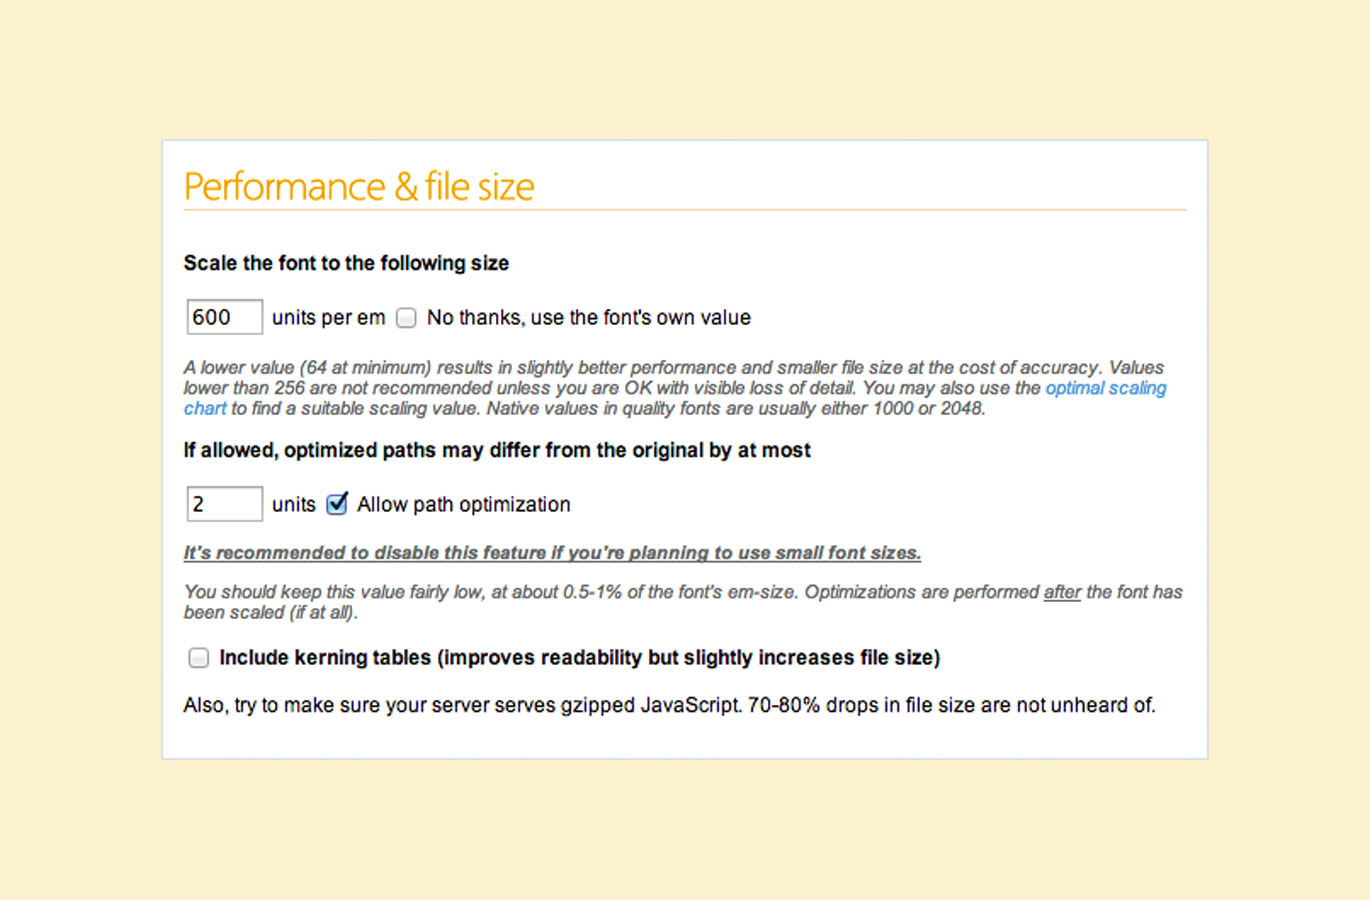 Performance & file size
Scale the font to the following size
600 units per em No thanks, use the font's own value
A lower value (64 at minimum) results in slightly better performance and smaller file size at the cost of accuracy. Values
lower than 256 are not recommended unless you are OK with visible loss of detail. You may also use the optimal scaling
chart to find a suitable scaling value. Native values in quality fonts are usually either 1000 or 2048.
If allowed, optimized paths may differ from the original by at most
2 units Allow path optimization
It's recommended to disable this feature if you're planning to use small font sizes.
You should keep this value fairly low, at about 0.5-1% of the font's em-size. Optimizations are performed after the font has
been scaled (if at all).
Include kerning tables (improves readability but slightly increases file size)
Also, try to make sure your server serves gzipped JavaScript. 70-80% drops in file size are not unheard of.